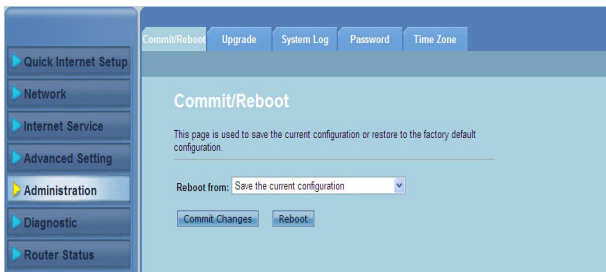 Commit/Reboot Upgrade System Log Password Time Zone
Quick Internet Setup
Network
Internet Service
Advanced Setting
Administration
Diagnostic
Router Status
Commit/Reboot
This page is used to save the current configuration or restore to the factory default
configuration.
Reboot from: Save the current configuration
Commit Changes Reboot